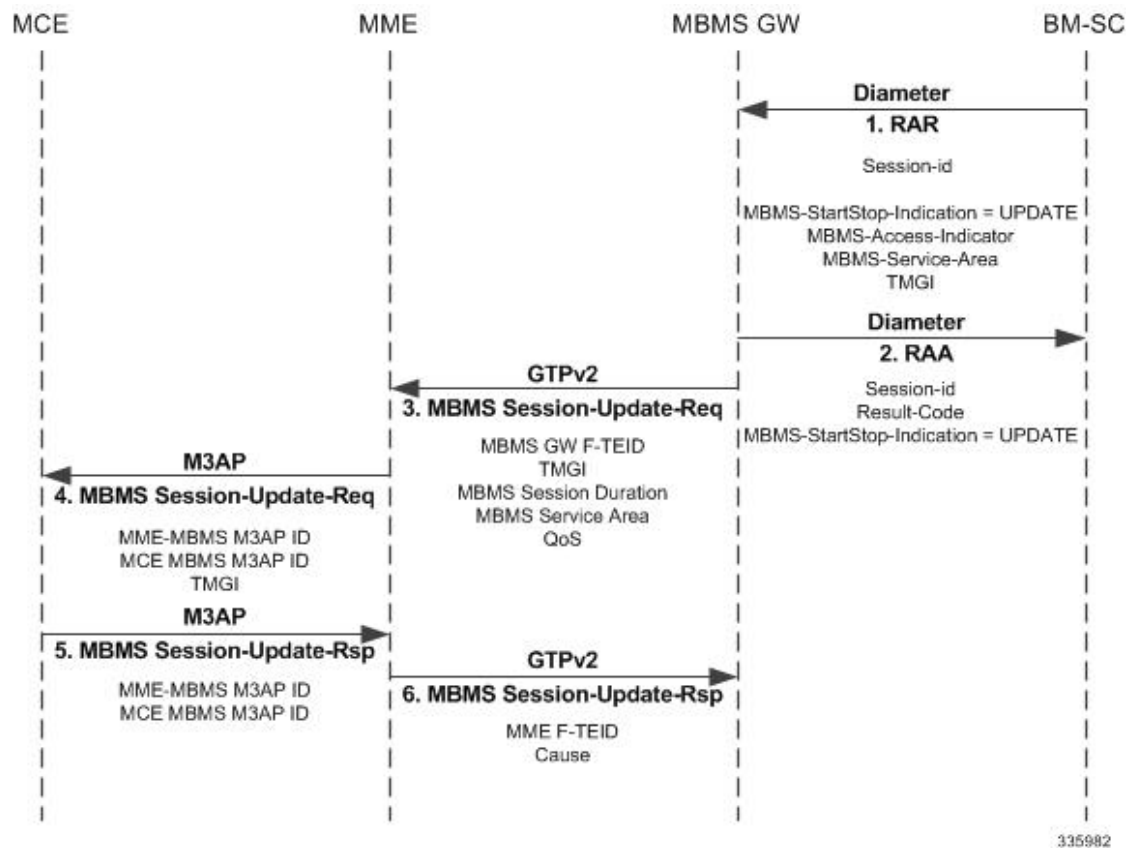 MCE MME MBMS GW BM-SC
Diameter
1. RAR
Session-id
MBMS-StartStop-Indication = UPDATE
MBMS-Access-Indicator
MBMS-Service-Area
TMGI
Diameter
2. RAA
Session-id
Result-Code
MBMS-StartStop-Indication = UPDATE
GTPv2
3. MBMS Session-Update-Req
MBMS GW F-TEID
TMGI
MBMS Session Duration
MBMS Service Area
QoS
M3AP
4. MBMS Session-Update-Req
MME-MBMS M3AP ID
MCE MBMS M3AP ID
TMGI
M3AP
5. MBMS Session-Update-Rsp
MME-MBMS M3AP ID
MCE MBMS M3AP ID
GTPv2
6. MBMS Session-Update-Rsp
MME F-TEID
Cause
335982